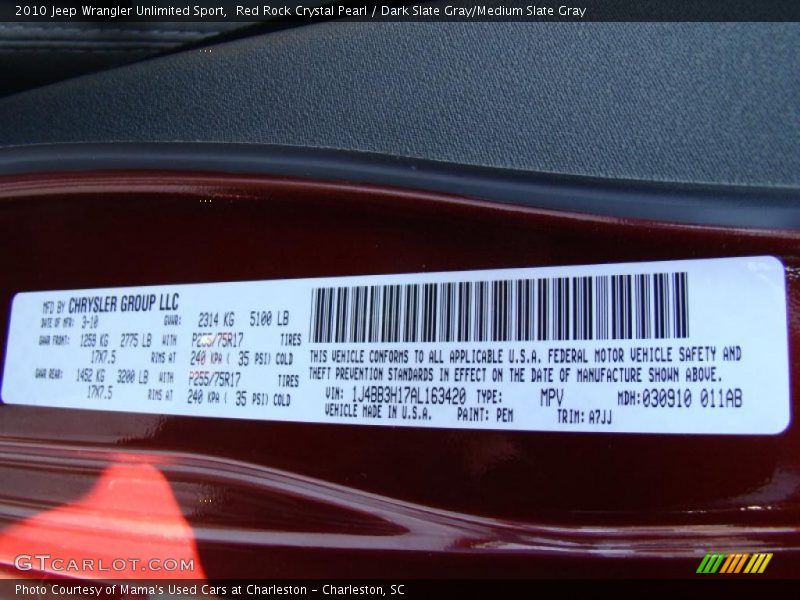 2010 Jeep Wrangler Unlimited Sport, Red Rock Crystal Pearl / Dark Slate Gray/Medium Slate Gray
MFD BY CHRYSLER GROUP LLC
DATE OF MFR: 3-10 GVWR: 2314 KG 5100 LB
GAWR FRONT: 1258 KG 2775 LB WITH P255/75R17 TIRES
17X7.5 RIMS AT 240 KPA ( 35 PSI) COLD
GAWR REAR: 1452 KG 3200 LB WITH P255/75R17 TIRES
17X7.5 RIMS AT 240 KPA ( 35 PSI) COLD
THIS VEHICLE CONFORMS TO ALL APPLICABLE U.S.A. FEDERAL MOTOR VEHICLE SAFETY AND
THEFT PREVENTION STANDARDS IN EFFECT ON THE DATE OF MANUFACTURE SHOWN ABOVE.
VIN: 1J4BB3H17AL163420 TYPE: MPV MDH: 030910 011AB
VEHICLE MADE IN U.S.A. PAINT: PEM TRIM: A7JJ
GTCARLOT.COM
Photo Courtesy of Mama's Used Cars at Charleston - Charleston, SC